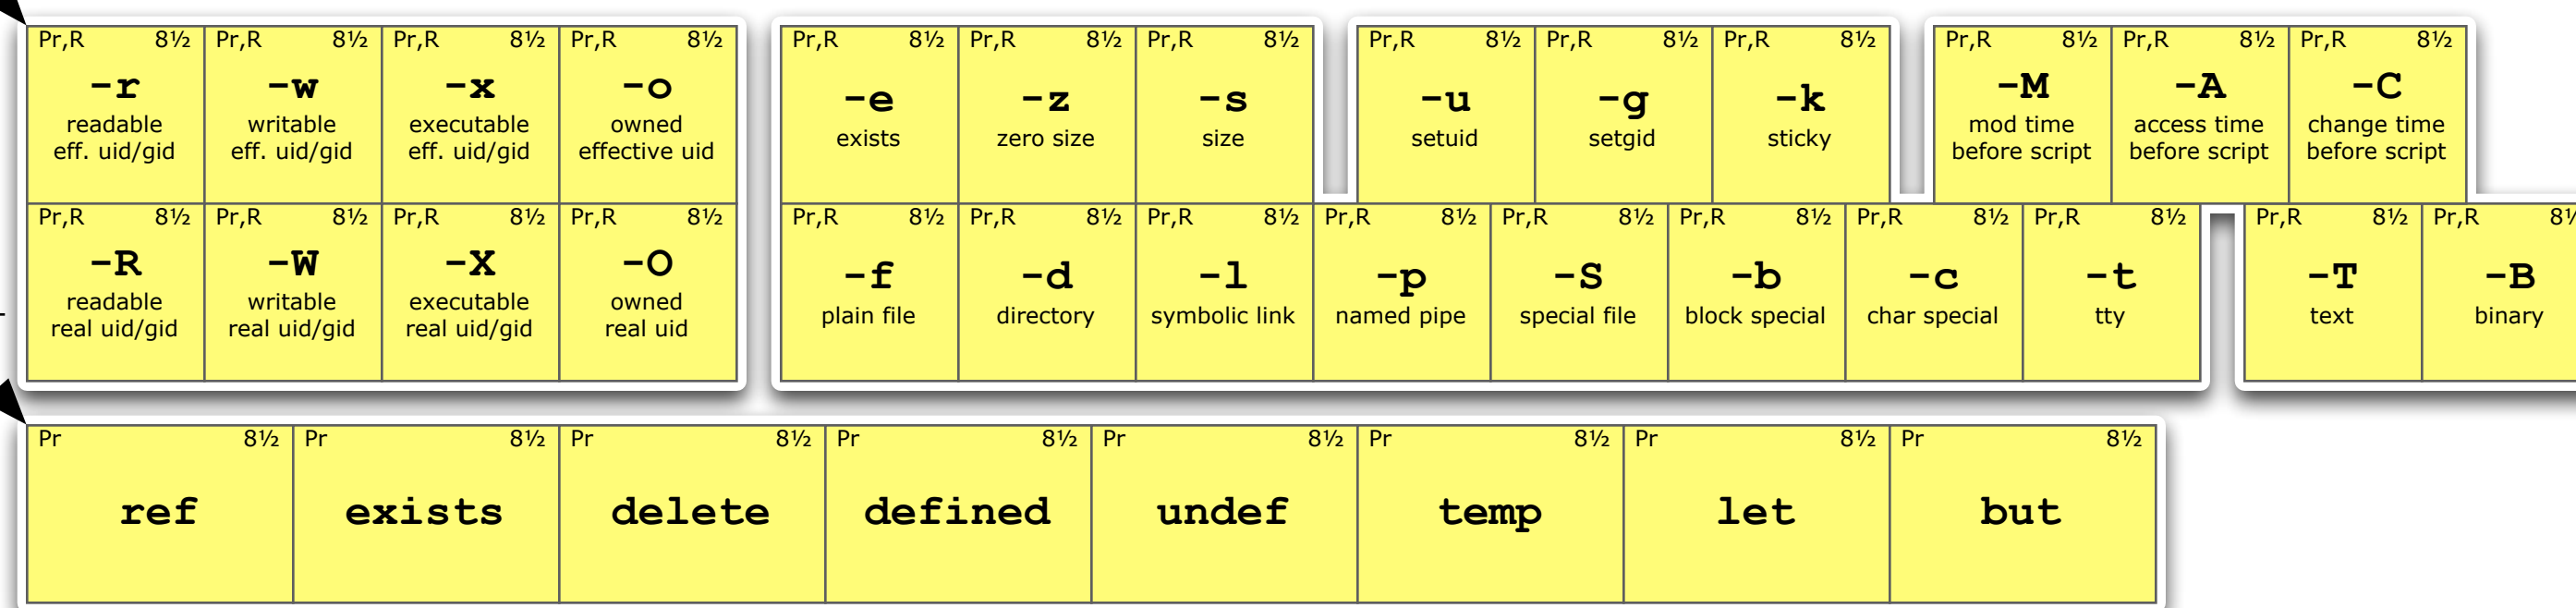 Pr,R 8½ Pr,R 8½ Pr,R 8½ Pr,R 8½
-r -w -x -o
readable writable executable owned
eff. uid/gid eff. uid/gid eff. uid/gid effective uid
Pr,R 8½ Pr,R 8½ Pr,R 8½ Pr,R 8½
-R -W -X -O
readable writable executable owned
real uid/gid real uid/gid real uid/gid real uid
Pr,R 8½ Pr,R 8½ Pr,R 8½
-e -z -s
exists zero size size
Pr,R 8½ Pr,R 8½ Pr,R 8½
-u -g -k
setuid setgid sticky
Pr,R 8½ Pr,R 8½ Pr,R 8½
-M -A -C
mod time access time change time
before script before script before script
Pr,R 8½ Pr,R 8½ Pr,R 8½ Pr,R 8½ Pr,R 8½ Pr,R 8½ Pr,R 8½ Pr,R 8½
-f -d -l -p -S -b -c -t
plain file directory symbolic link named pipe special file block special char special tty
Pr,R 8½ Pr,R
-T -B
text binary
Pr 8½ Pr 8½ Pr 8½ Pr 8½ Pr 8½ Pr 8½ Pr 8½ Pr 8½
ref exists delete defined undef temp let but